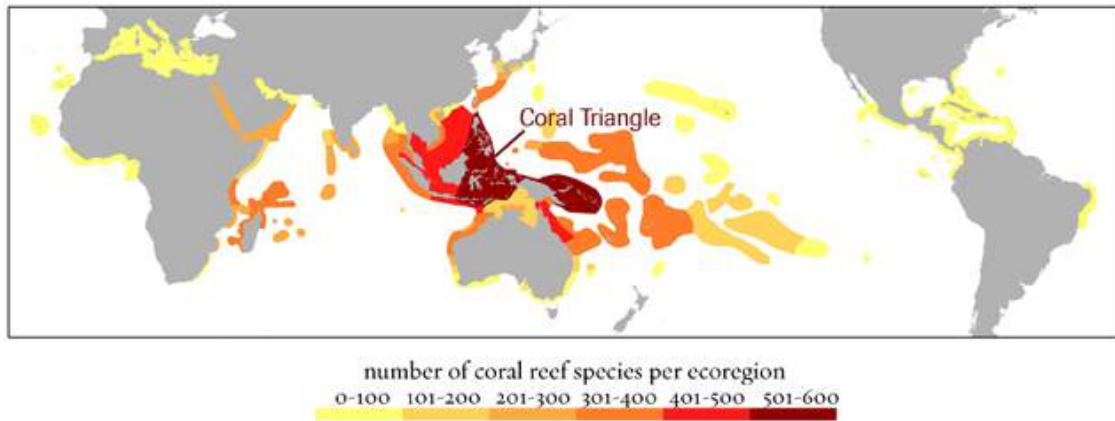 Coral Triangle
number of coral reef species per ecoregion
0-100 101-200 201-300 301-400 401-500 501-600